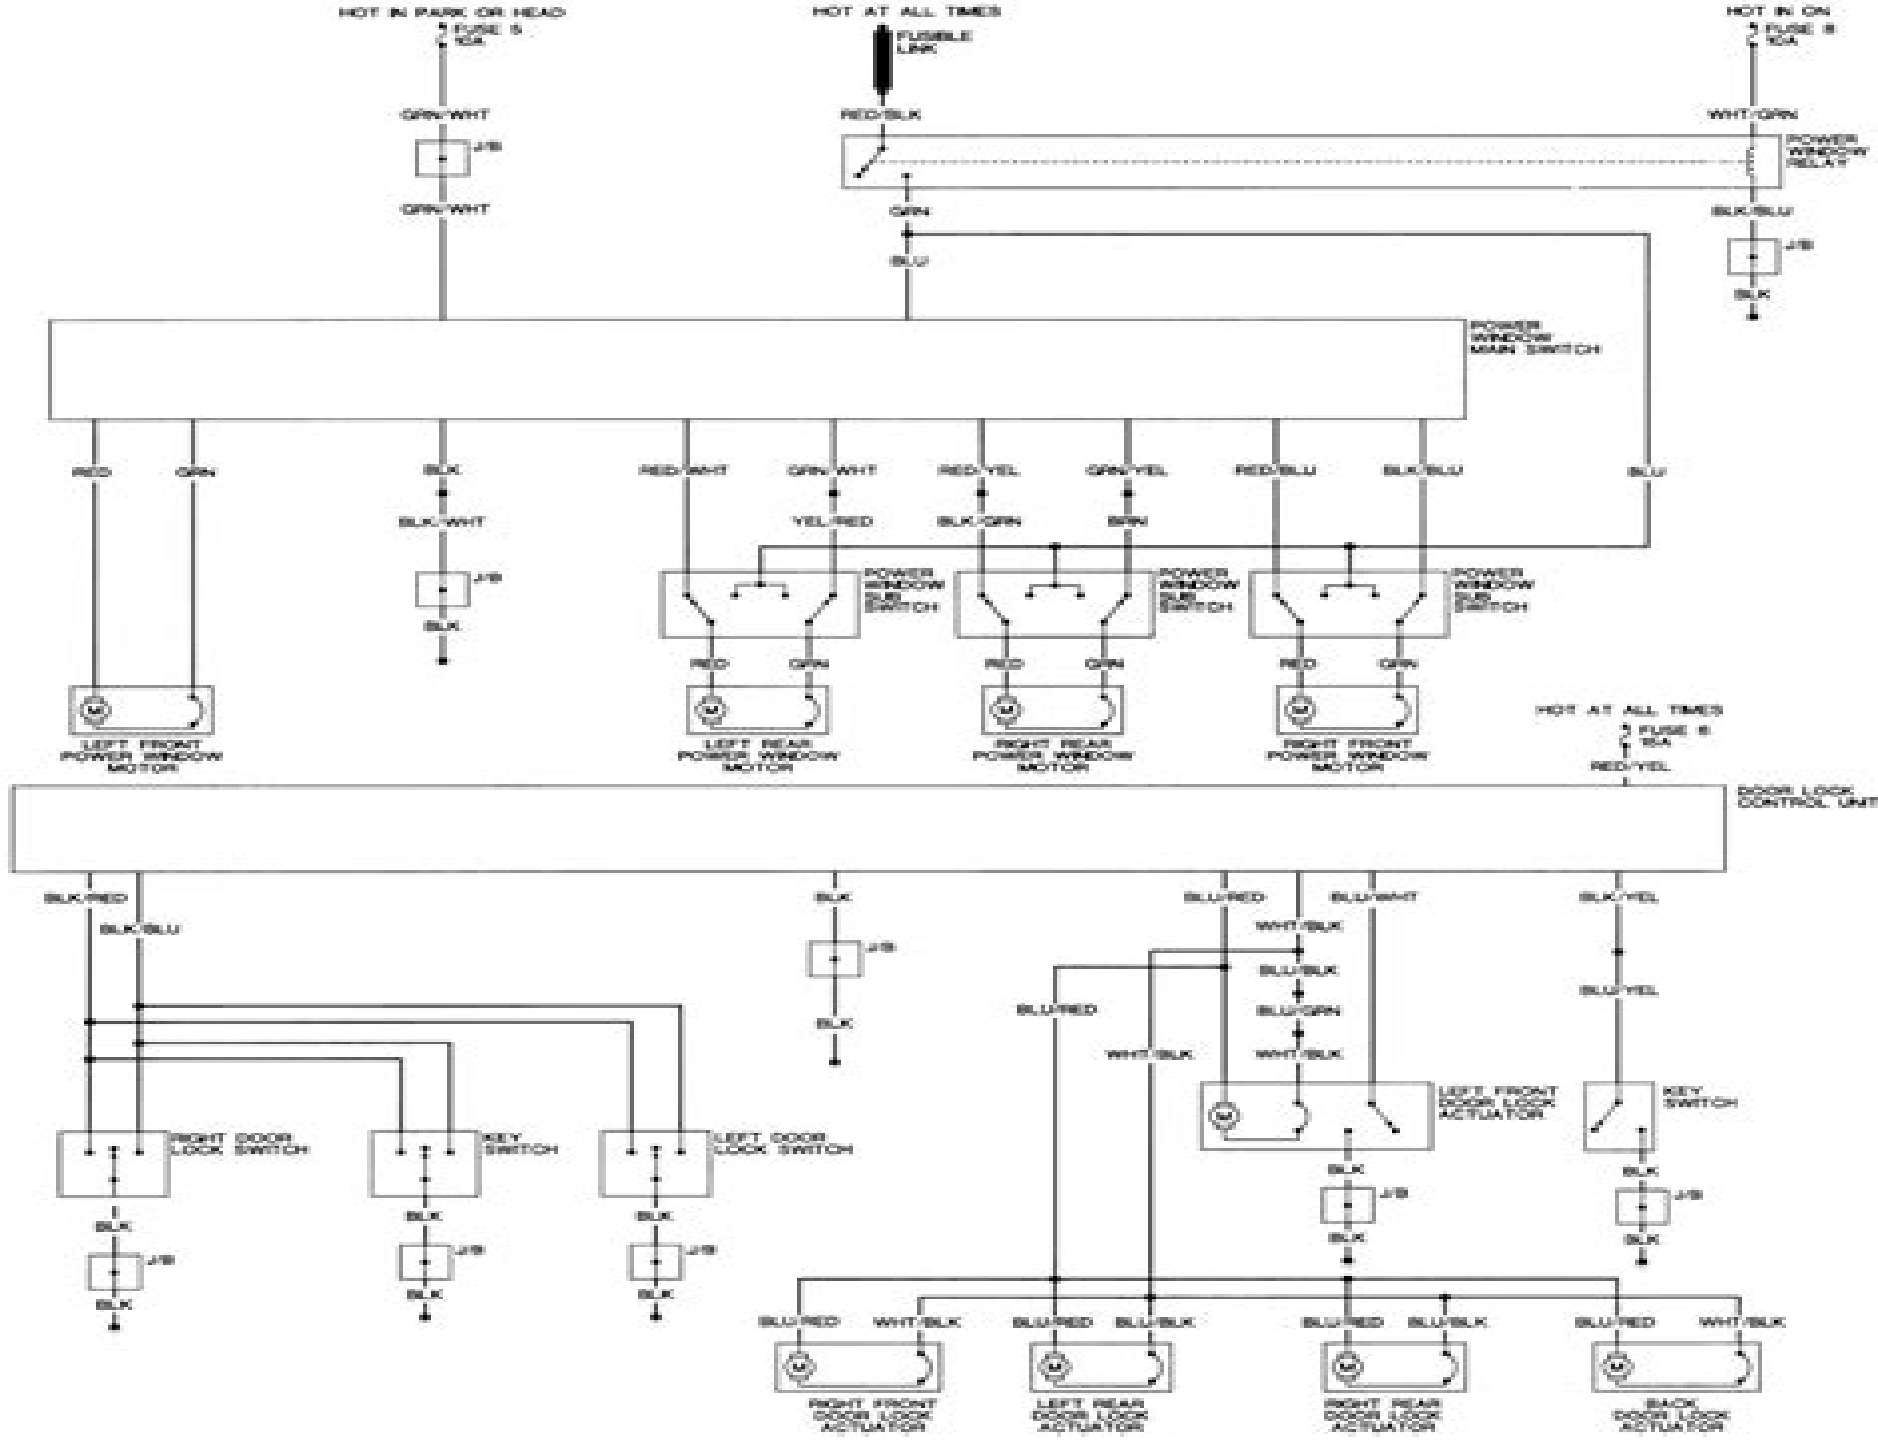 HOT IN PARK OR HEAD
FUSE 5
10A
HOT AT ALL TIMES
FUSIBLE
LINK
HOT IN ON
FUSE 8
10A
GRN/WHT
RED/BLK
WHT/GRN
J/B
POWER
WINDOW
RELAY
GRN/WHT
GRN
BLK/BLU
BLU
J/B
BLK
POWER
WINDOW
MAIN SWITCH
RED
GRN
BLK
RED/WHT
GRN/WHT
RED/YEL
GRN/YEL
RED/BLU
BLK/BLU
BLU
BLK/WHT
YEL/RED
BLK/GRN
BRN
J/B
POWER
WINDOW
SUB
SWITCH
POWER
WINDOW
SUB
SWITCH
POWER
WINDOW
SUB
SWITCH
BLK
RED
GRN
RED
GRN
RED
GRN
M
M
M
M
LEFT FRONT
POWER WINDOW
MOTOR
LEFT REAR
POWER WINDOW
MOTOR
RIGHT REAR
POWER WINDOW
MOTOR
RIGHT FRONT
POWER WINDOW
MOTOR
HOT AT ALL TIMES
FUSE 6
15A
RED/YEL
DOOR LOCK
CONTROL UNIT
BLK/RED
BLK/BLU
BLK
BLU/RED
WHT/BLK
BLU/WHT
BLK/YEL
J/B
BLU/BLK
BLU/YEL
BLU/RED
BLU/GRN
BLK
WHT/BLK
WHT/BLK
LEFT FRONT
DOOR LOCK
ACTUATOR
M
KEY
SWITCH
RIGHT DOOR
LOCK SWITCH
KEY
SWITCH
LEFT DOOR
LOCK SWITCH
BLK
BLK
J/B
J/B
BLK
BLK
BLK
BLK
BLK
J/B
J/B
J/B
BLK
BLK
BLK
BLU/RED
WHT/BLK
BLU/RED
BLU/BLK
BLU/RED
BLU/BLK
BLU/RED
WHT/BLK
M
M
M
M
RIGHT FRONT
DOOR LOCK
ACTUATOR
LEFT REAR
DOOR LOCK
ACTUATOR
RIGHT REAR
DOOR LOCK
ACTUATOR
BACK
DOOR LOCK
ACTUATOR